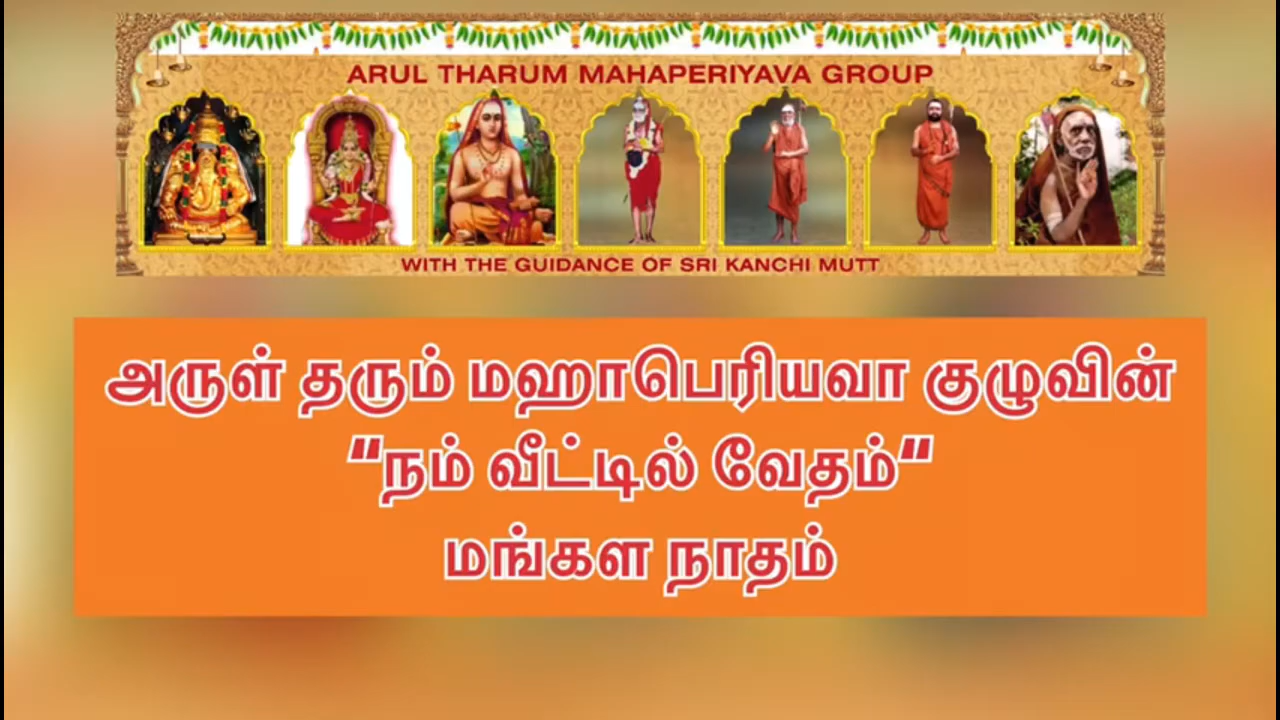 ARUL THARUM MAHAPERIYAVA GROUP
WITH THE GUIDANCE OF SRI KANCHI MUTT
அருள் தரும் மஹாபெரியவா குழுவின்
“நம் வீட்டில் வேதம்“
மங்கள நாதம்